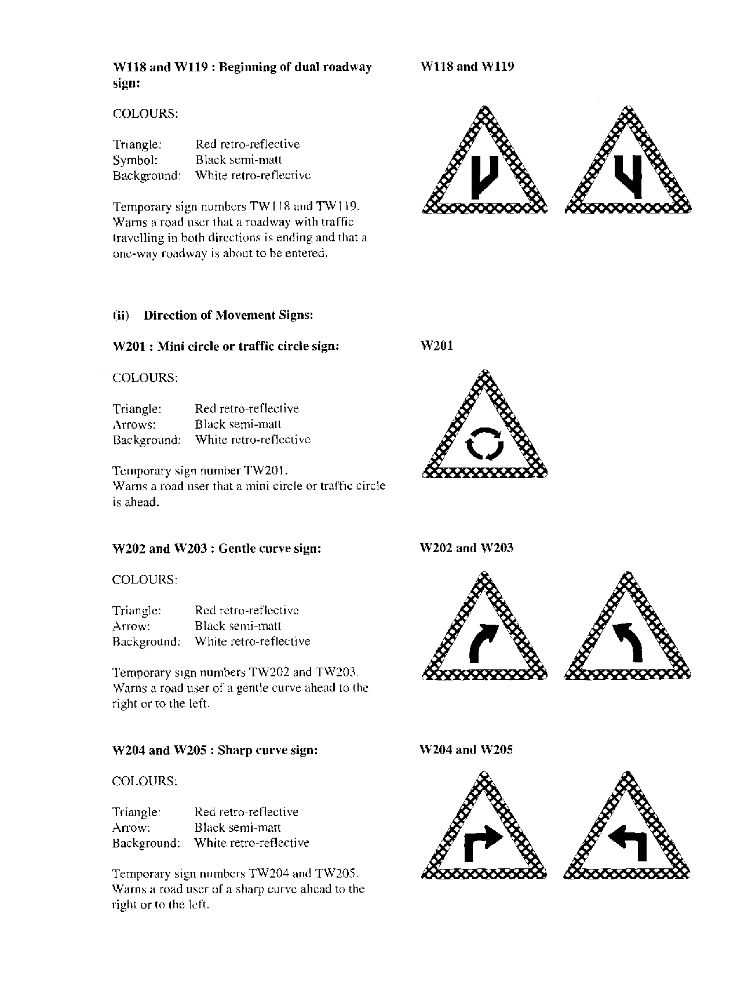 W118 and W119 : Beginning of dual roadway
sign:
W118 and W119
COLOURS:
Triangle: Red retro-reflective
Symbol: Black semi-matt
Background: White retro-reflective
Temporary sign numbers TW118 and TW119.
Warns a road user that a roadway with traffic
travelling in both directions is ending and that a
one-way roadway is about to be entered.
(ii) Direction of Movement Signs:
W201 : Mini circle or traffic circle sign:
W201
COLOURS:
Triangle: Red retro-reflective
Arrows: Black semi-matt
Background: White retro-reflective
Temporary sign number TW201.
Warns a road user that a mini circle or traffic circle
is ahead.
W202 and W203 : Gentle curve sign:
W202 and W203
COLOURS:
Triangle: Red retro-reflective
Arrow: Black semi-matt
Background: White retro-reflective
Temporary sign numbers TW202 and TW203.
Warns a road user of a gentle curve ahead to the
right or to the left.
W204 and W205 : Sharp curve sign:
W204 and W205
COLOURS:
Triangle: Red retro-reflective
Arrow: Black semi-matt
Background: White retro-reflective
Temporary sign numbers TW204 and TW205.
Warns a road user of a sharp curve ahead to the
right or to the left.